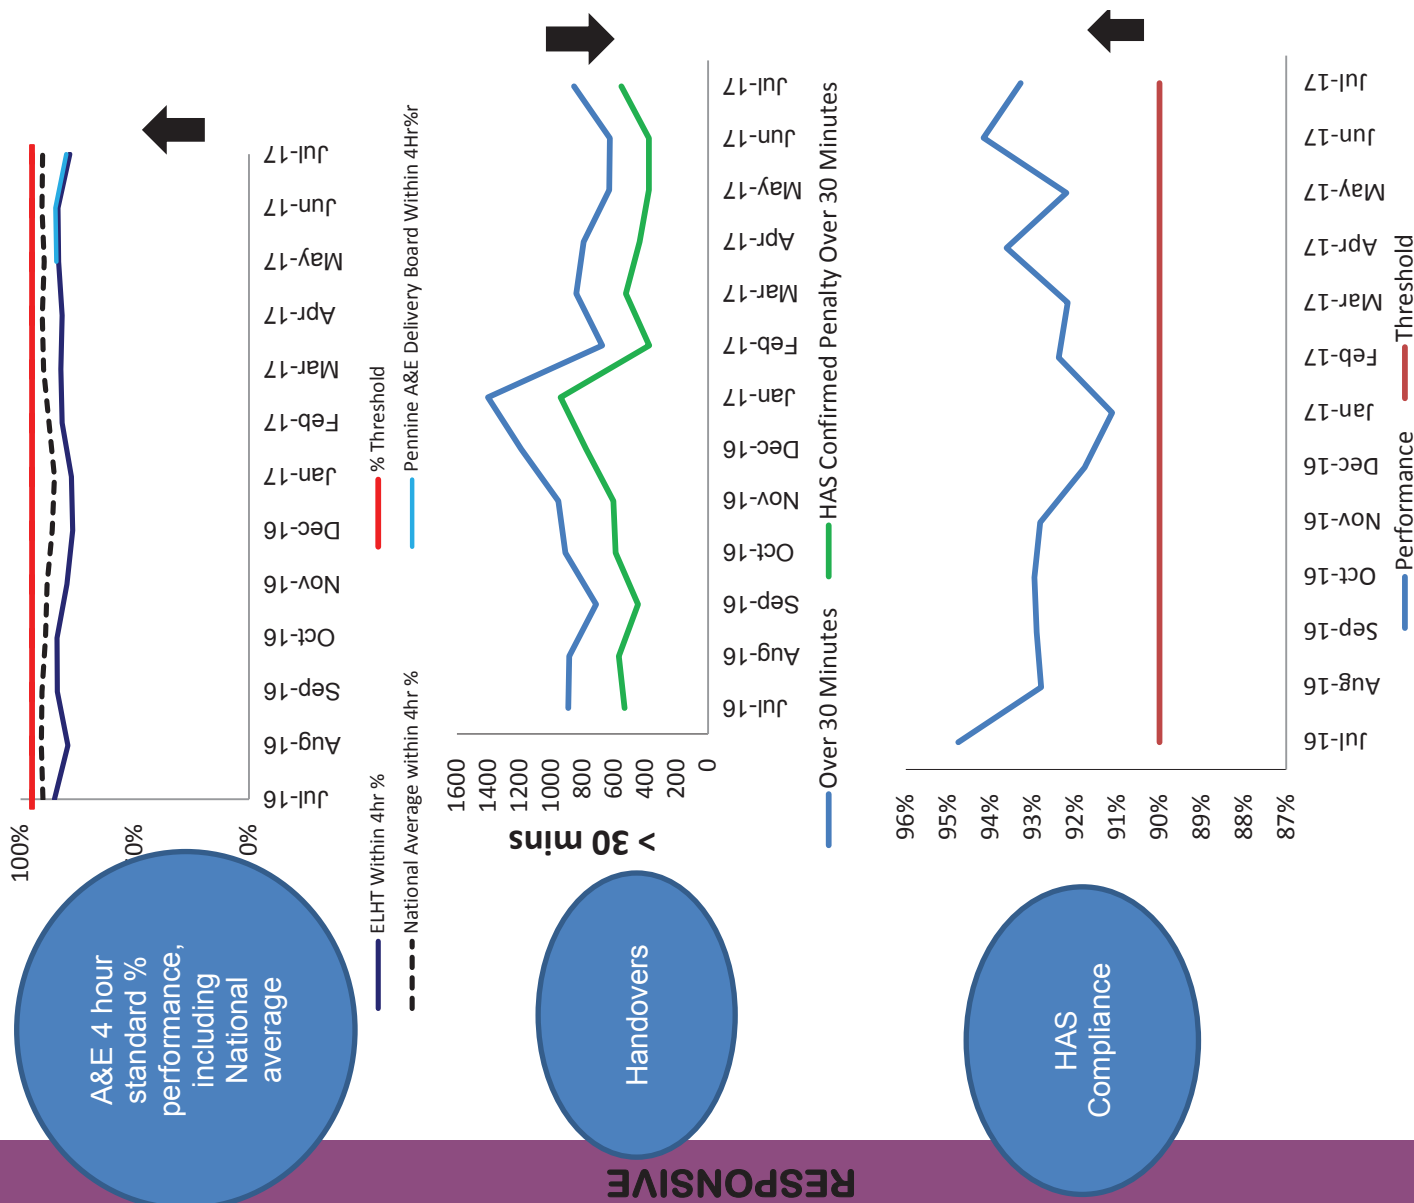 RESPONSIVE
A&E 4 hour
standard %
performance,
including
National
average
100%
0%
Jul-16
Aug-16
Sep-16
Oct-16
Nov-16
Dec-16
Jan-17
Feb-17
Mar-17
Apr-17
May-17
Jun-17
Jul-17
ELHT Within 4hr %
% Threshold
National Average within 4hr %
Pennine A&E Delivery Board Within 4Hr%r
Handovers
> 30 mins
1600
1400
1200
1000
800
600
400
200
0
Jul-16
Aug-16
Sep-16
Oct-16
Nov-16
Dec-16
Jan-17
Feb-17
Mar-17
Apr-17
May-17
Jun-17
Jul-17
Over 30 Minutes
HAS Confirmed Penalty Over 30 Minutes
HAS
Compliance
96%
95%
94%
93%
92%
91%
90%
89%
88%
87%
Jul-16
Aug-16
Sep-16
Oct-16
Nov-16
Dec-16
Jan-17
Feb-17
Mar-17
Apr-17
May-17
Jun-17
Jul-17
Performance
Threshold